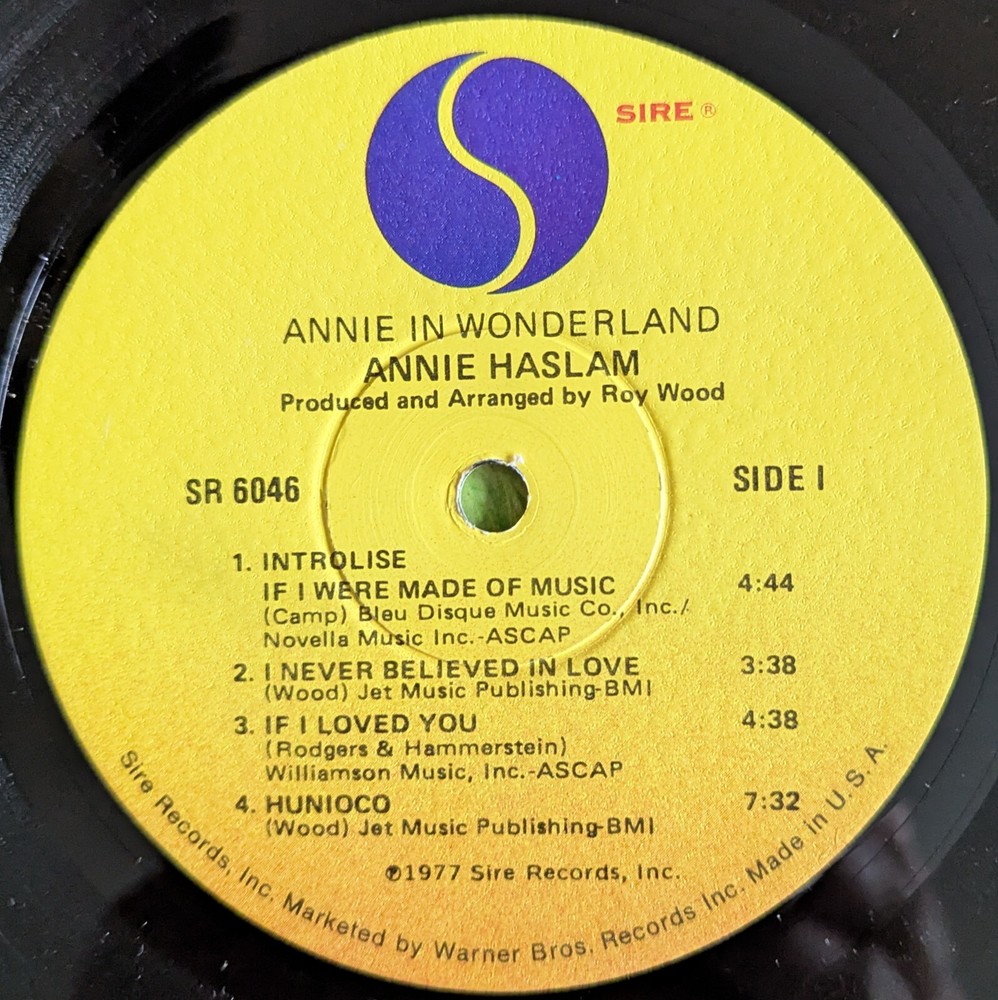 SIRE ®
ANNIE IN WONDERLAND
ANNIE HASLAM
Produced and Arranged by Roy Wood
SR 6046
SIDE I
1. INTROLISE
IF I WERE MADE OF MUSIC 4:44
(Camp) Bleu Disque Music Co., Inc./
Novella Music Inc.-ASCAP
2. I NEVER BELIEVED IN LOVE 3:38
(Wood) Jet Music Publishing-BMI
3. IF I LOVED YOU 4:38
(Rodgers & Hammerstein)
Williamson Music, Inc.-ASCAP
4. HUNIOCO 7:32
(Wood) Jet Music Publishing-BMI
℗1977 Sire Records, Inc.
Sire Records, Inc. Marketed by Warner Bros. Records Inc. Made in U.S.A.